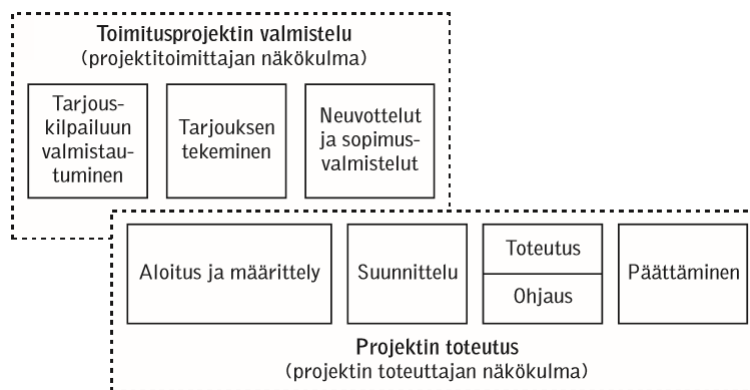 Toimitusprojektin valmistelu
(projektitoimittajan näkökulma)
Tarjous-
kilpailuun
valmistau-
tuminen
Tarjouksen
tekeminen
Neuvottelut
ja sopimus-
valmistelut
Aloitus ja määrittely
Suunnittelu
Toteutus
Ohjaus
Päättäminen
Projektin toteutus
(projektin toteuttajan näkökulma)